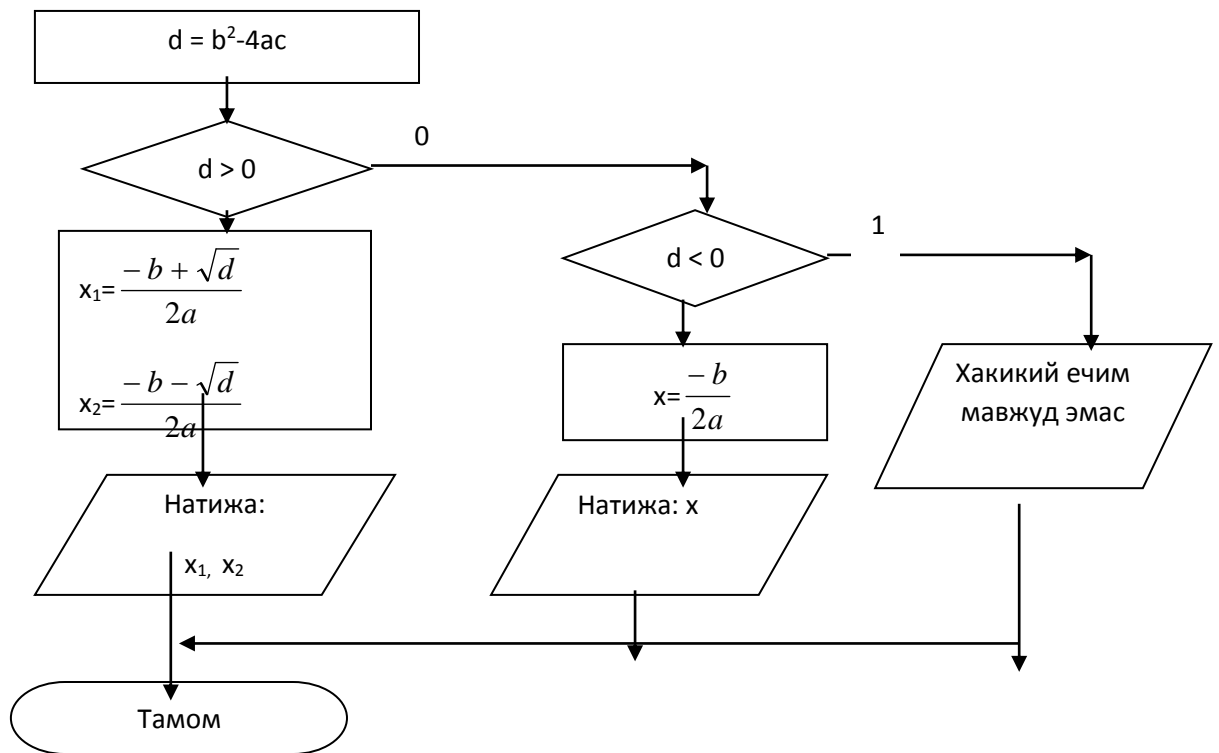 d = b²-4ac
d > 0
0
x₁= −b + √d / 2a
x₂= −b − √d / 2a
Натижа:
x₁, x₂
d < 0
1
x= −b / 2a
Натижа: x
Хакикий ечим
мавжуд эмас
Тамом